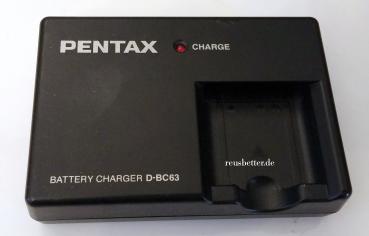 PENTAX
CHARGE
reusbetter.de
BATTERY CHARGER D-BC63